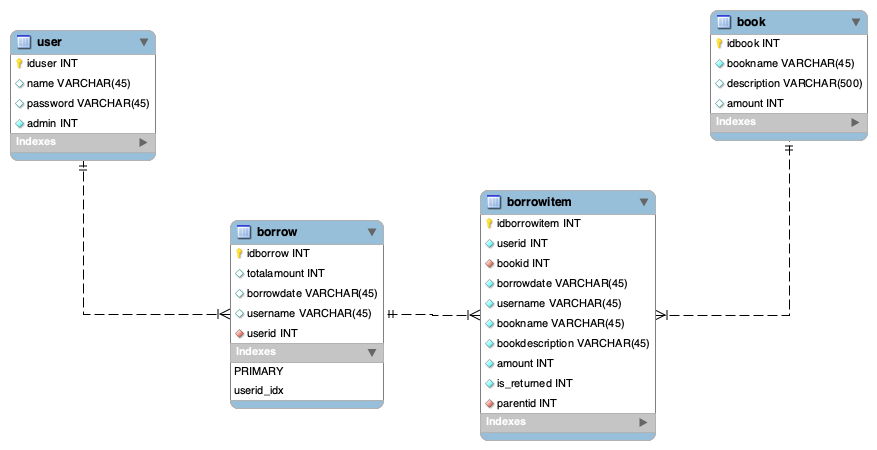 user
iduser INT
name VARCHAR(45)
password VARCHAR(45)
admin INT
Indexes
book
idbook INT
bookname VARCHAR(45)
description VARCHAR(500)
amount INT
Indexes
borrow
idborrow INT
totalamount INT
borrowdate VARCHAR(45)
username VARCHAR(45)
userid INT
Indexes
PRIMARY
userid_idx
borrowitem
idborrowitem INT
userid INT
bookid INT
borrowdate VARCHAR(45)
username VARCHAR(45)
bookname VARCHAR(45)
bookdescription VARCHAR(45)
amount INT
is_returned INT
parentid INT
Indexes